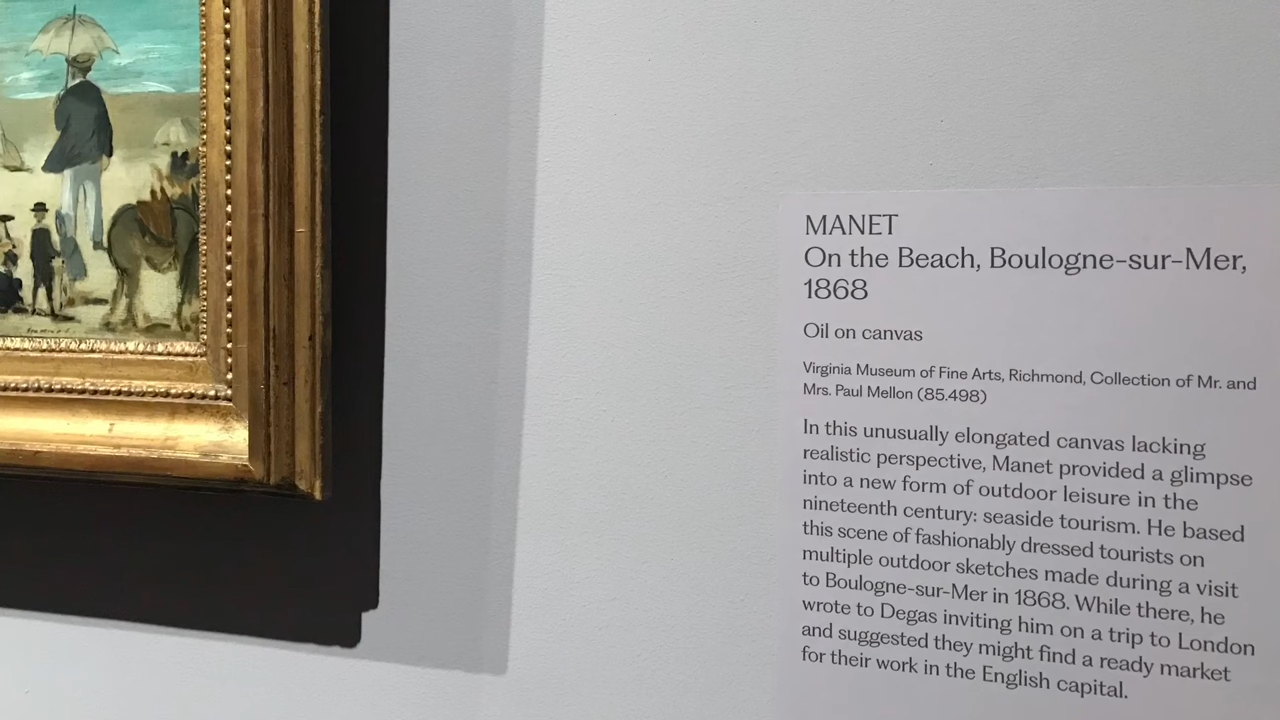 MANET
On the Beach, Boulogne-sur-Mer,
1868
Oil on canvas
Virginia Museum of Fine Arts, Richmond, Collection of Mr. and
Mrs. Paul Mellon (85.498)
In this unusually elongated canvas lacking
realistic perspective, Manet provided a glimpse
into a new form of outdoor leisure in the
nineteenth century: seaside tourism. He based
this scene of fashionably dressed tourists on
multiple outdoor sketches made during a visit
to Boulogne-sur-Mer in 1868. While there, he
wrote to Degas inviting him on a trip to London
and suggested they might find a ready market
for their work in the English capital.